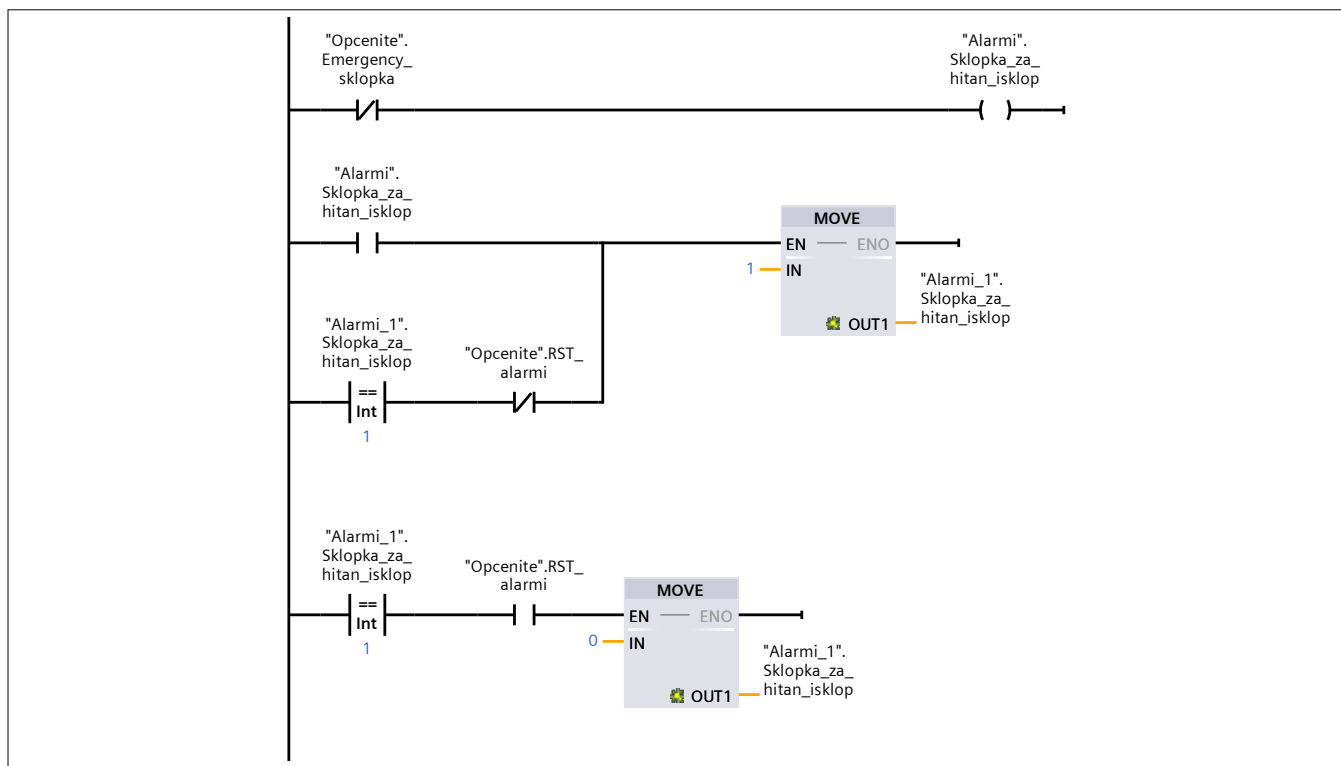 "Opcenite".
Emergency_
sklopka
"Alarmi".
Sklopka_za_
hitan_isklop
"Alarmi".
Sklopka_za_
hitan_isklop
MOVE
EN
ENO
1
IN
OUT1
"Alarmi_1".
Sklopka_za_
hitan_isklop
"Alarmi_1".
Sklopka_za_
hitan_isklop
==
Int
1
"Opcenite".RST_
alarmi
"Alarmi_1".
Sklopka_za_
hitan_isklop
==
Int
1
"Opcenite".RST_
alarmi
MOVE
EN
ENO
0
IN
OUT1
"Alarmi_1".
Sklopka_za_
hitan_isklop